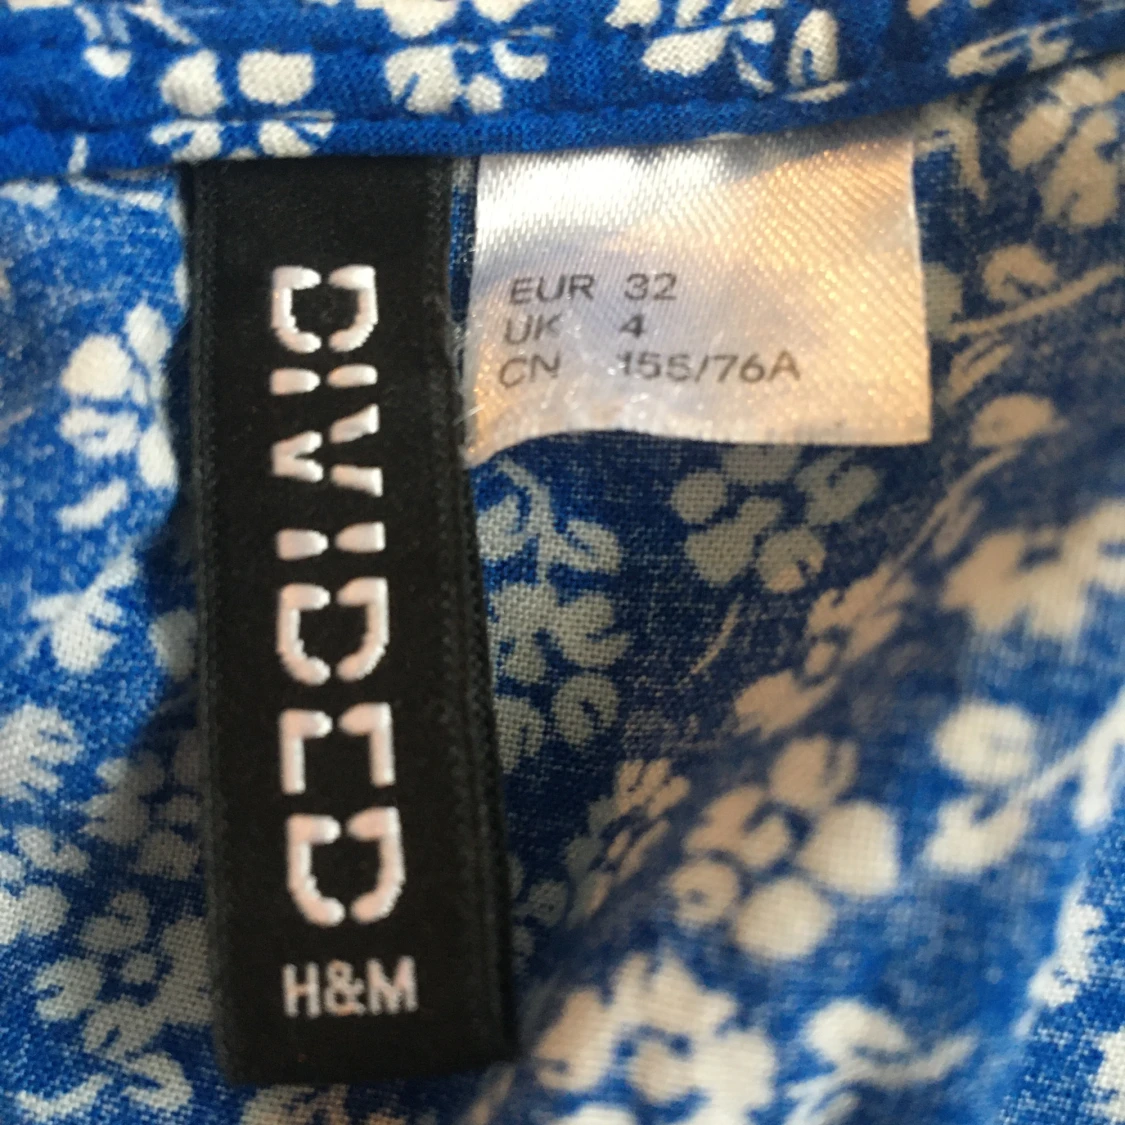 DIVIDED
H&M
EUR 32
UK 4
CN 155/76A